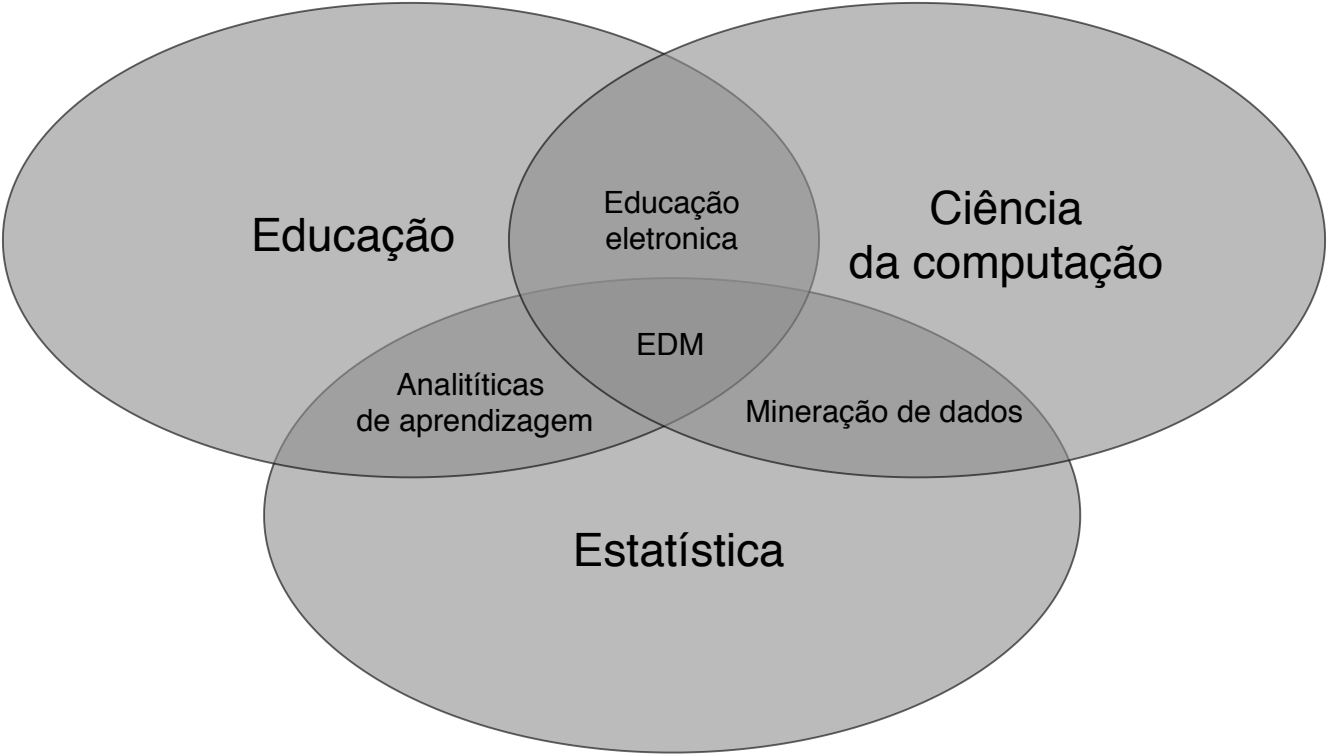 Educação
Educação
eletronica
Ciência
da computação
EDM
Analitíticas
de aprendizagem
Mineração de dados
Estatística